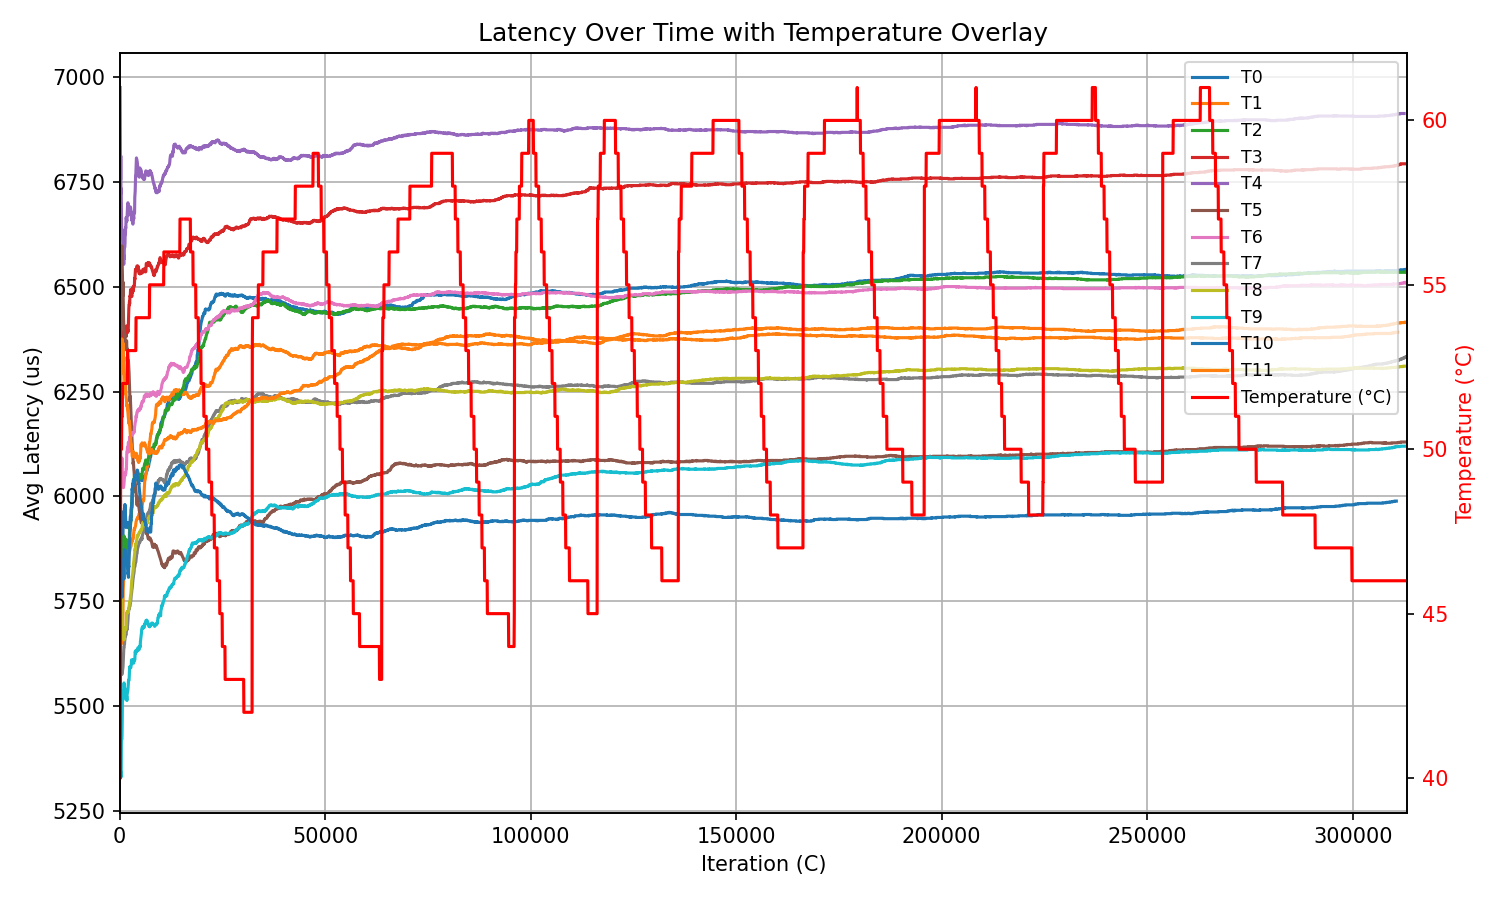 Latency Over Time with Temperature Overlay
7000
6750
6500
6250
6000
5750
5500
5250
Avg Latency (us)
0
50000
100000
150000
200000
250000
300000
Iteration (C)
60
55
50
45
40
Temperature (°C)
T0
T1
T2
T3
T4
T5
T6
T7
T8
T9
T10
T11
Temperature (°C)